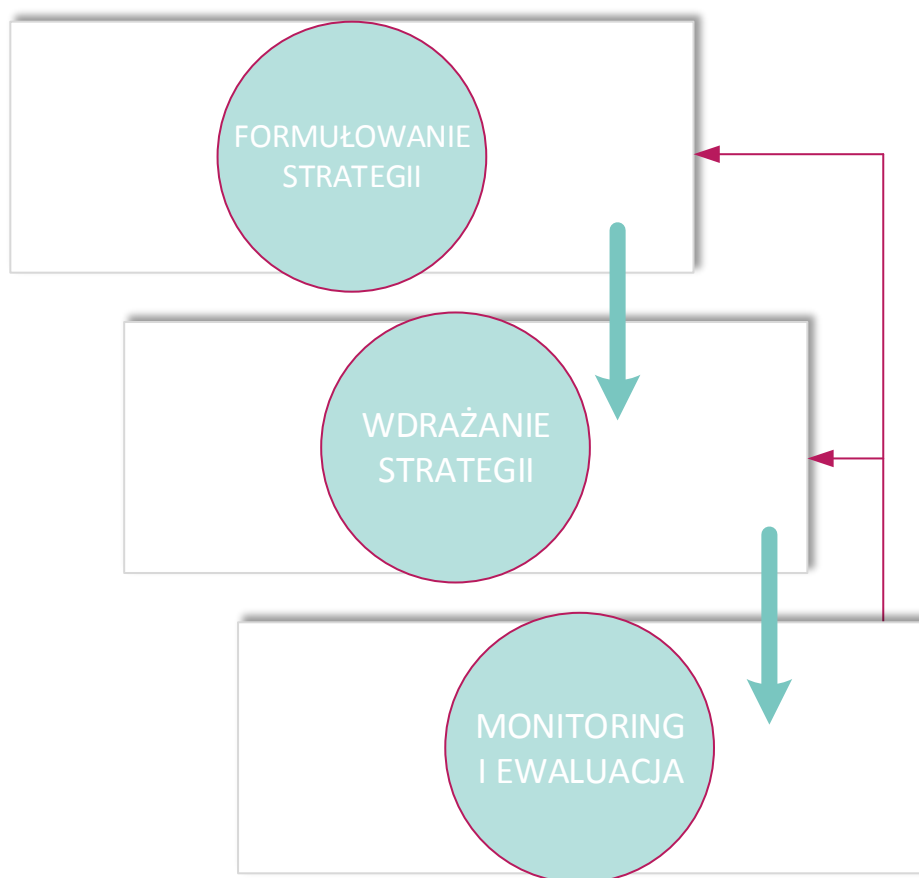 FORMUŁOWANIE
STRATEGII
WDRAŻANIE
STRATEGII
MONITORING
I EWALUACJA